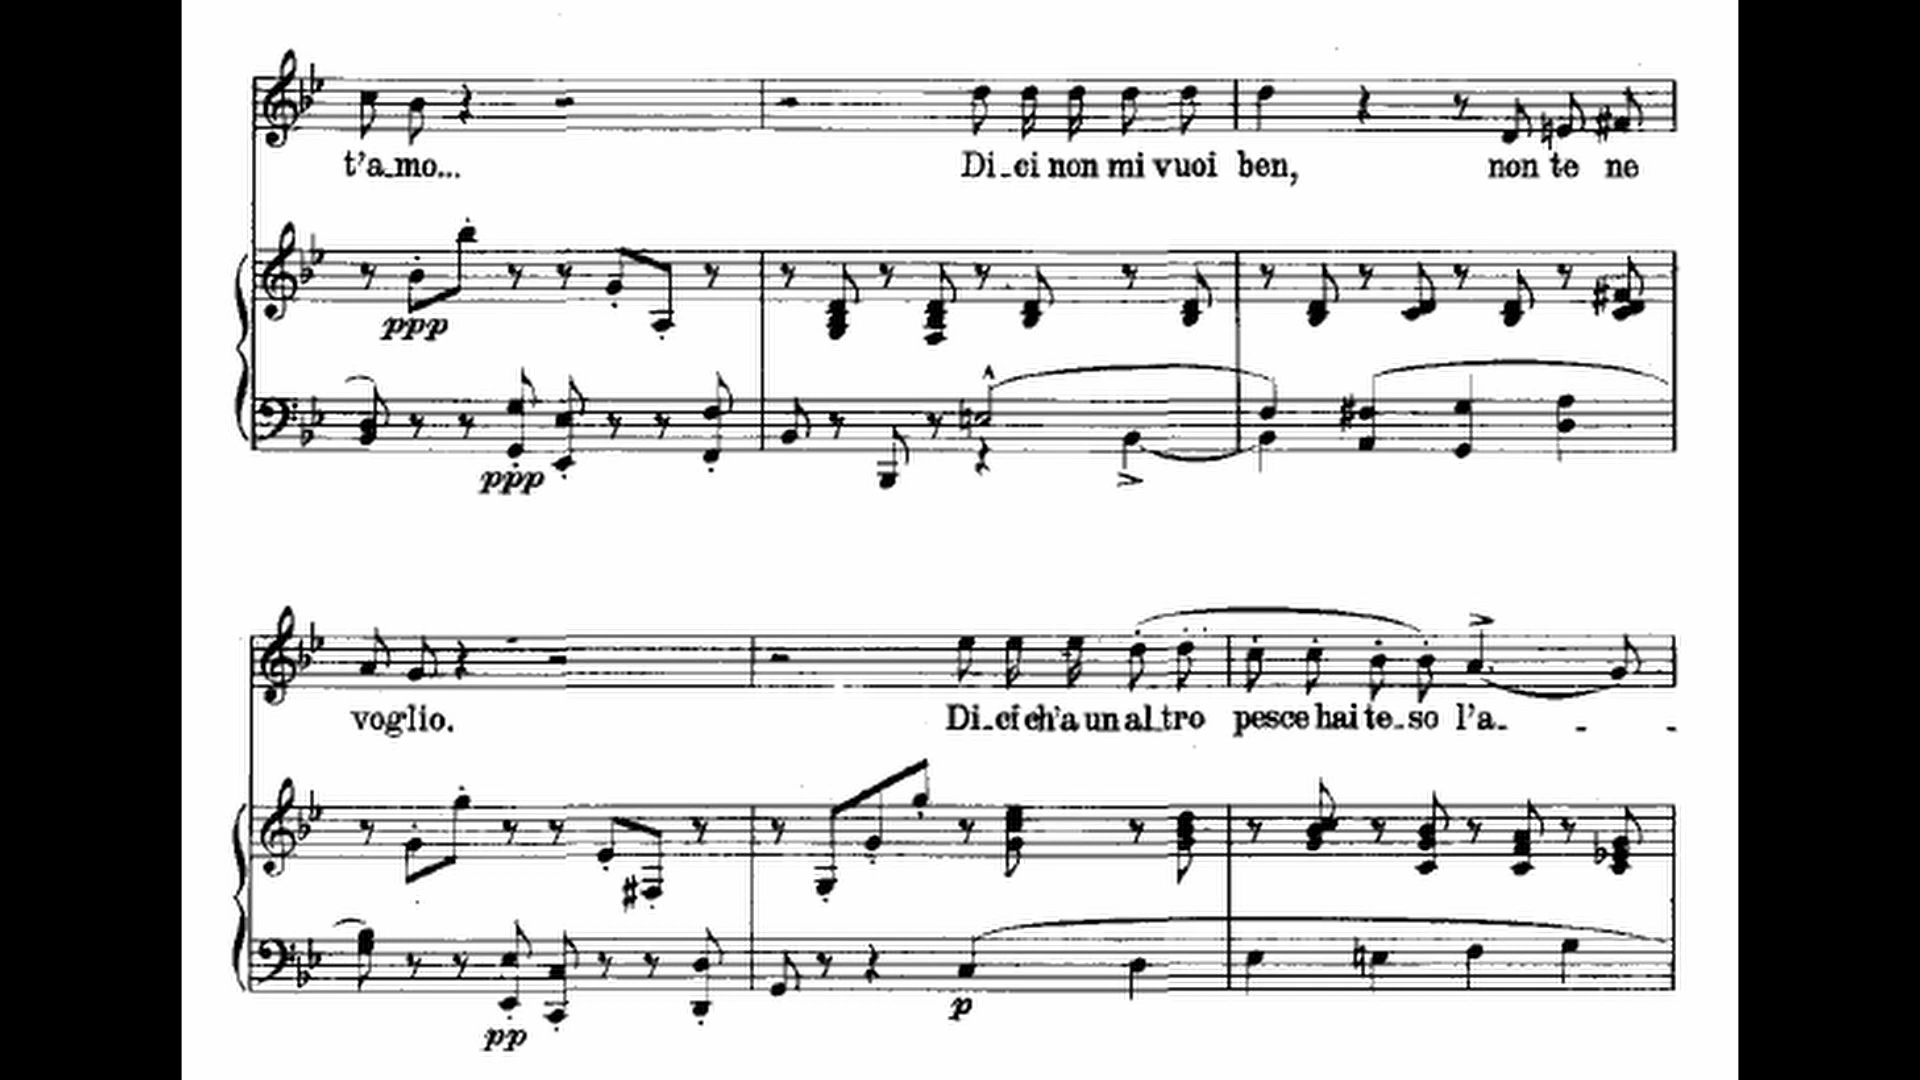 t'a_mo...
Di_ci non mi vuoi ben,
non te ne
ppp
ppp
voglio.
Di_ci ch'a un al_tro pesce hai te_so l'a_ - -
p
pp